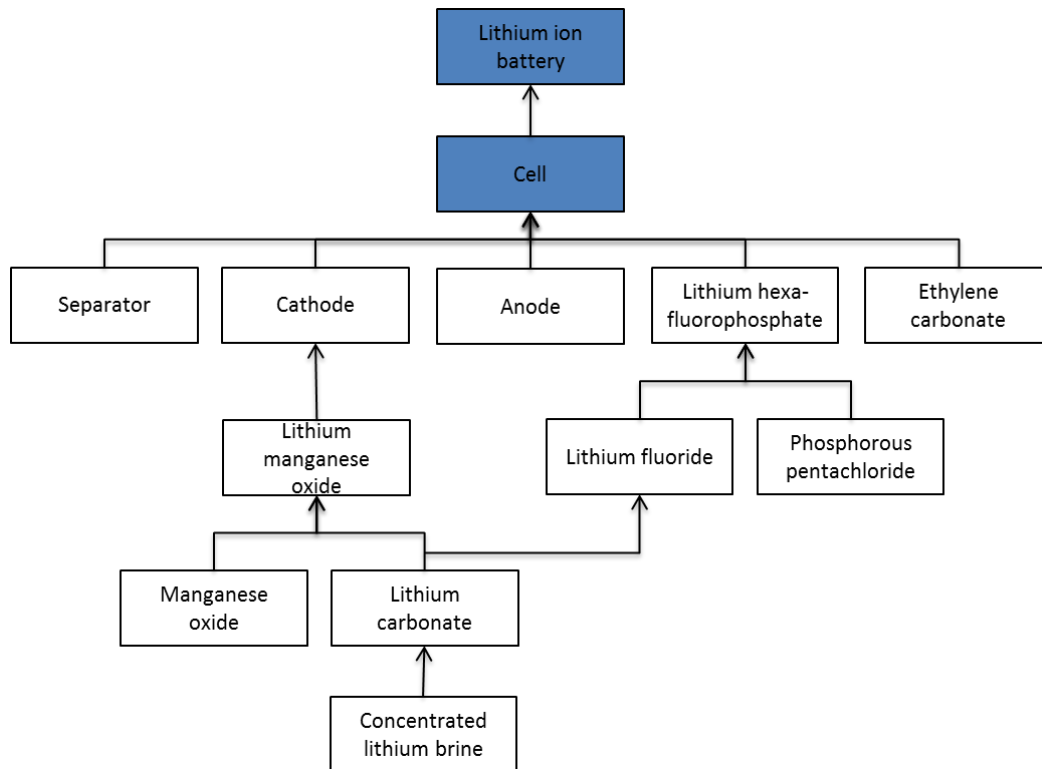 Lithium ion
battery
Cell
Separator
Cathode
Anode
Lithium hexa-
fluorophosphate
Ethylene
carbonate
Lithium
manganese
oxide
Lithium fluoride
Phosphorous
pentachloride
Manganese
oxide
Lithium
carbonate
Concentrated
lithium brine